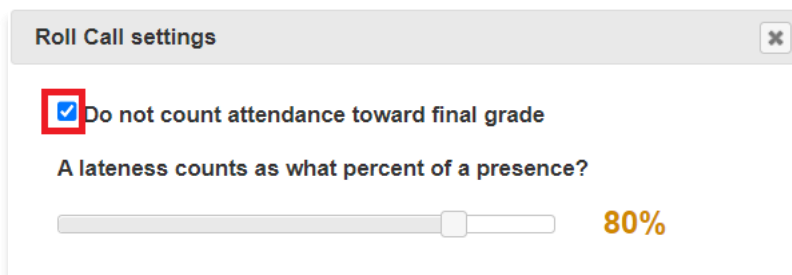 Roll Call settings
Do not count attendance toward final grade
A lateness counts as what percent of a presence?
80%